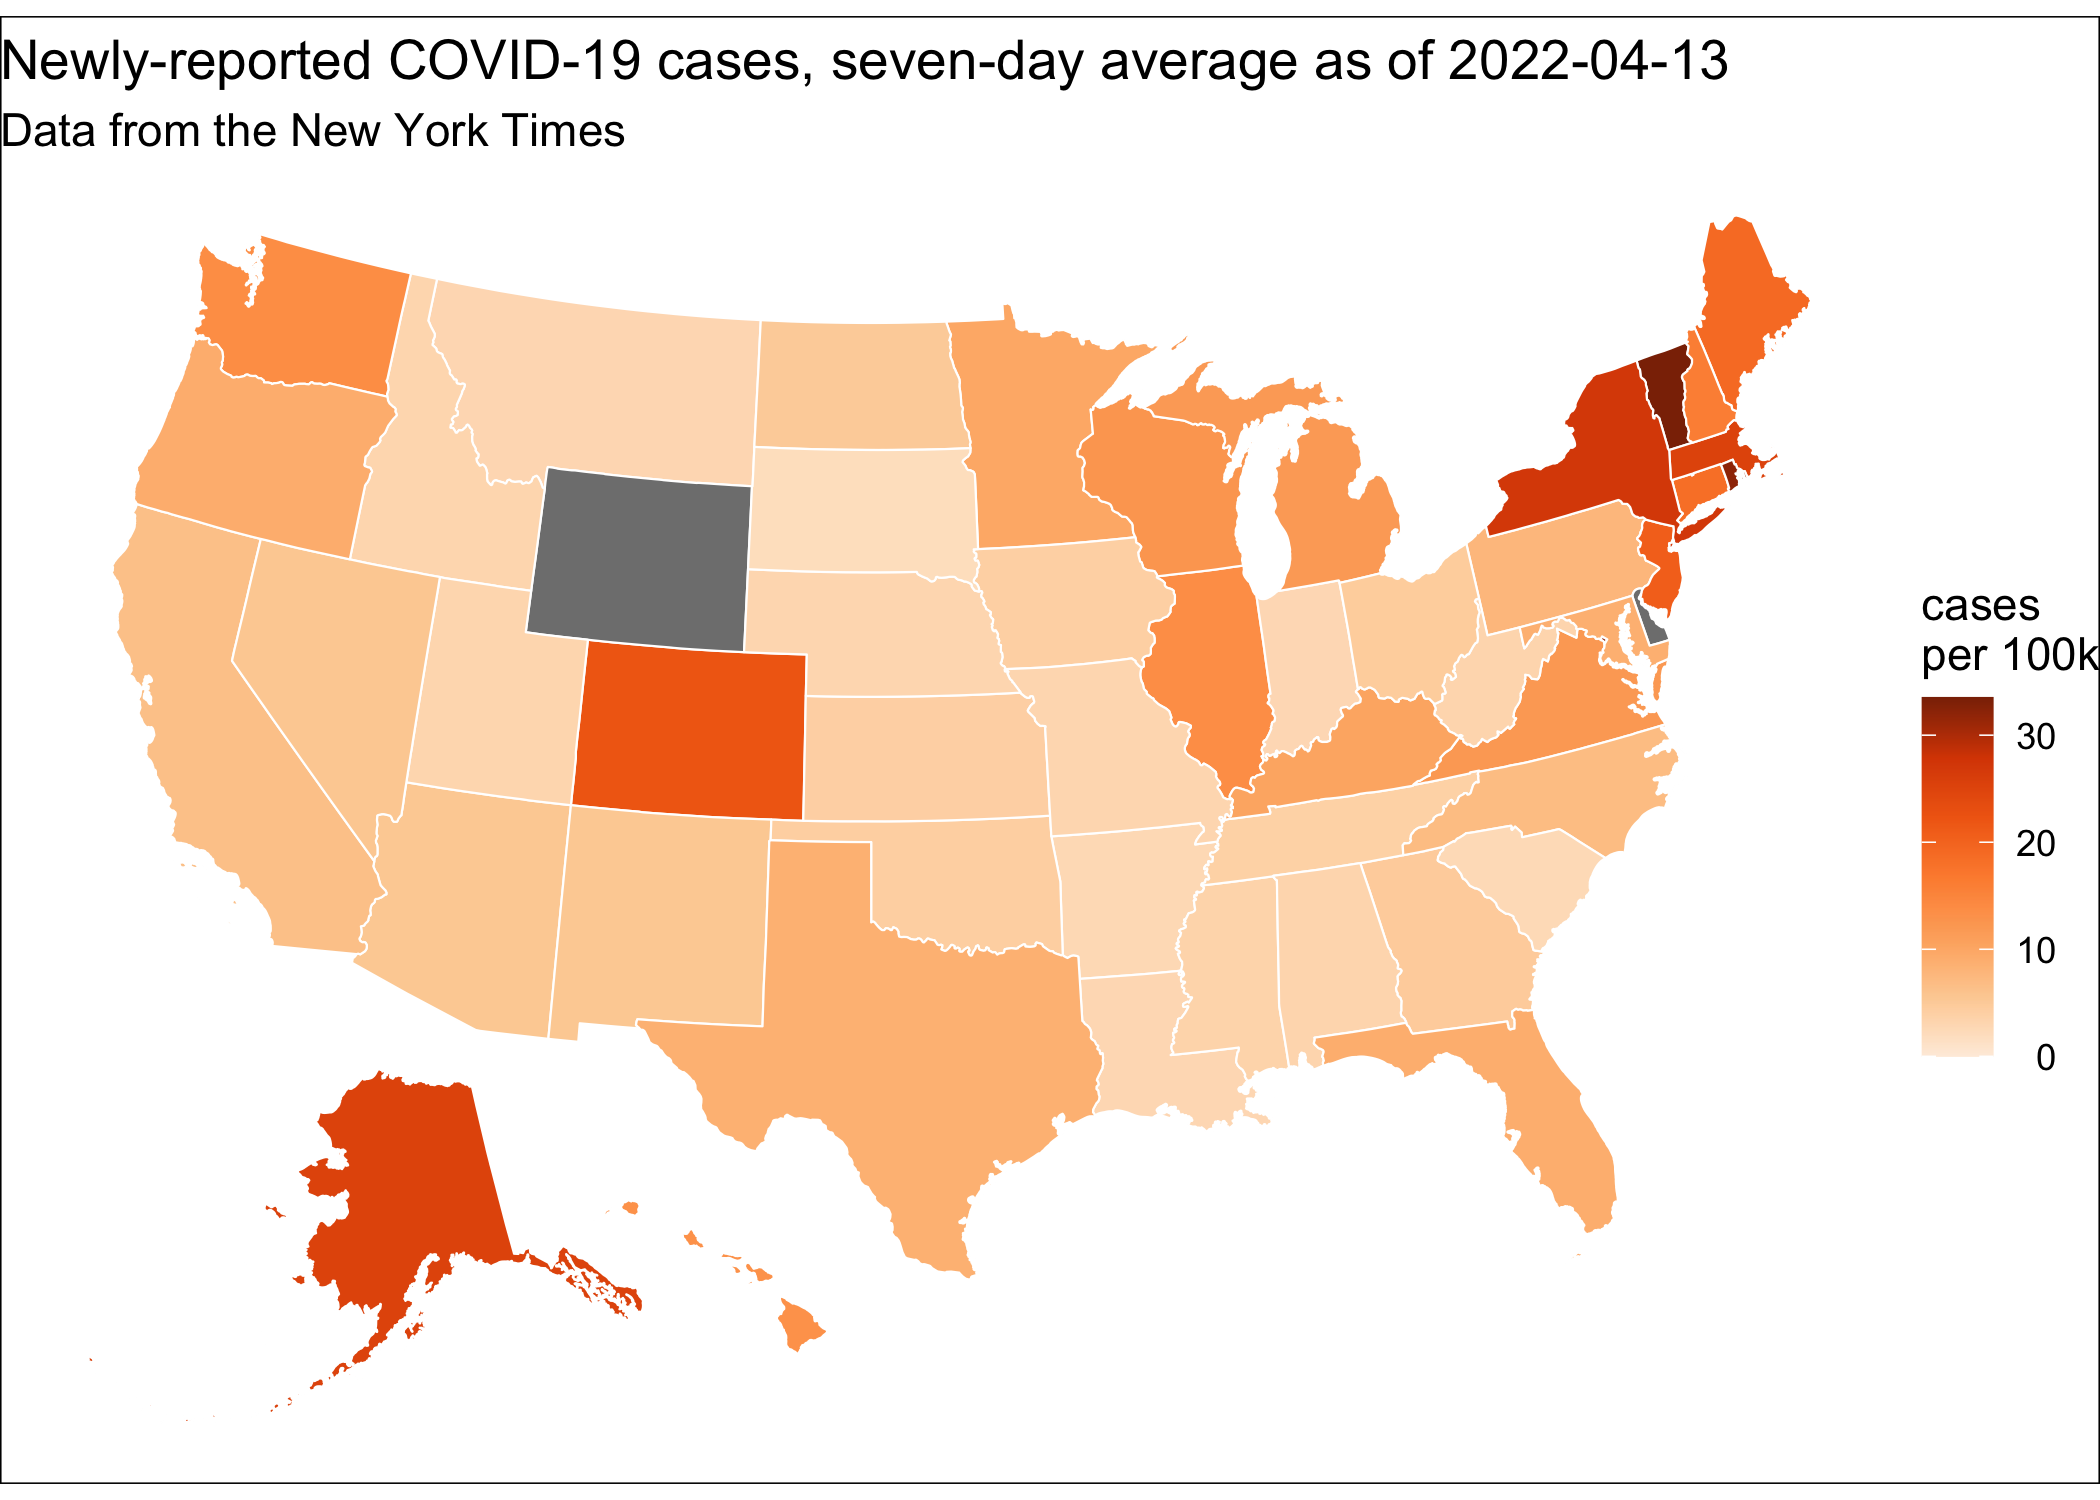 Newly-reported COVID-19 cases, seven-day average as of 2022-04-13
Data from the New York Times
cases
per 100k
30
20
10
0